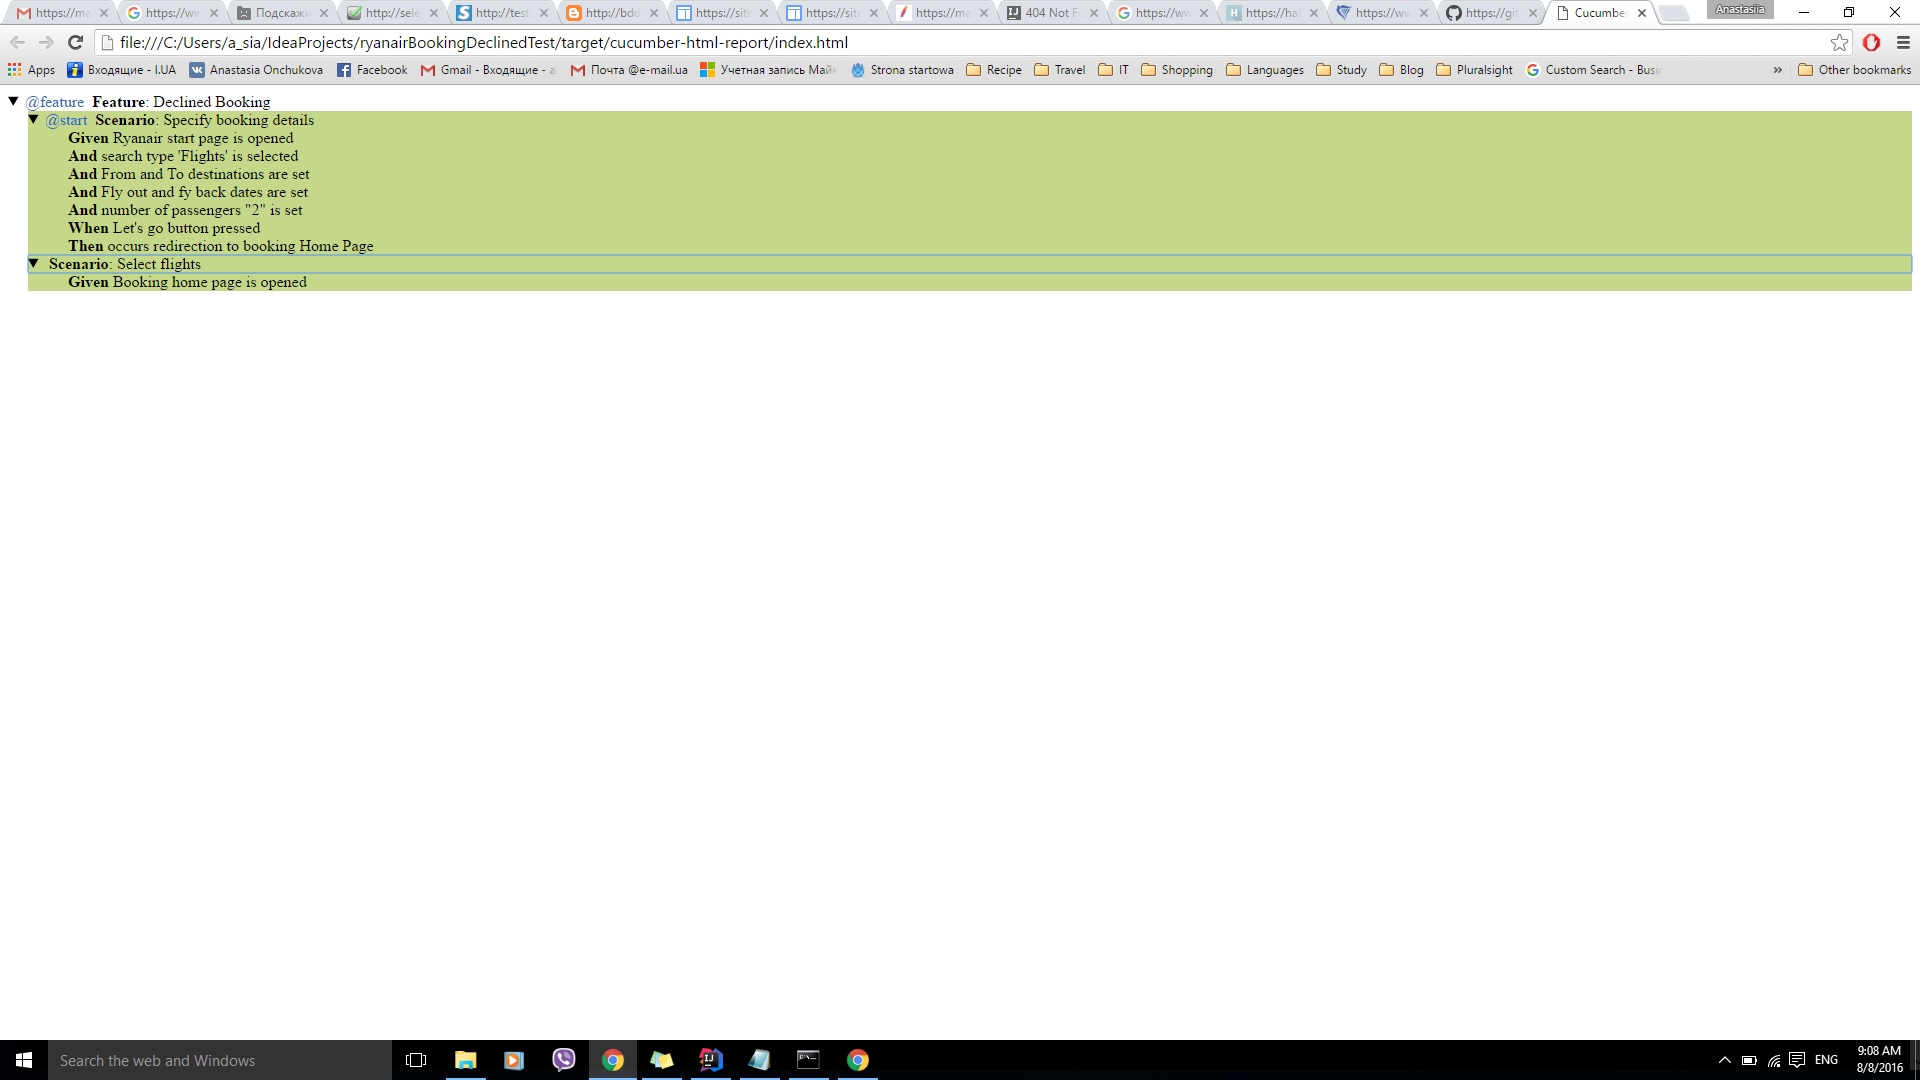 https://ma
https://ww
Подскажи
http://sele
http://test
http://bdd
https://site
https://site
https://ma
404 Not F
https://ww
https://hal
https://ww
https://git
Cucumber
Anastasiia
file:///C:/Users/a_sia/IdeaProjects/ryanairBookingDeclinedTest/target/cucumber-html-report/index.html
Apps Входящие - I.UA Anastasia Onchukova Facebook Gmail - Входящие - a Почта @e-mail.ua Учетная запись Май Strona startowa Recipe Travel IT Shopping Languages Study Blog Pluralsight Custom Search - Busi » Other bookmarks
@feature Feature: Declined Booking
@start Scenario: Specify booking details
Given Ryanair start page is opened
And search type 'Flights' is selected
And From and To destinations are set
And Fly out and fy back dates are set
And number of passengers "2" is set
When Let's go button pressed
Then occurs redirection to booking Home Page
Scenario: Select flights
Given Booking home page is opened
Search the web and Windows
ENG
9:08 AM
8/8/2016